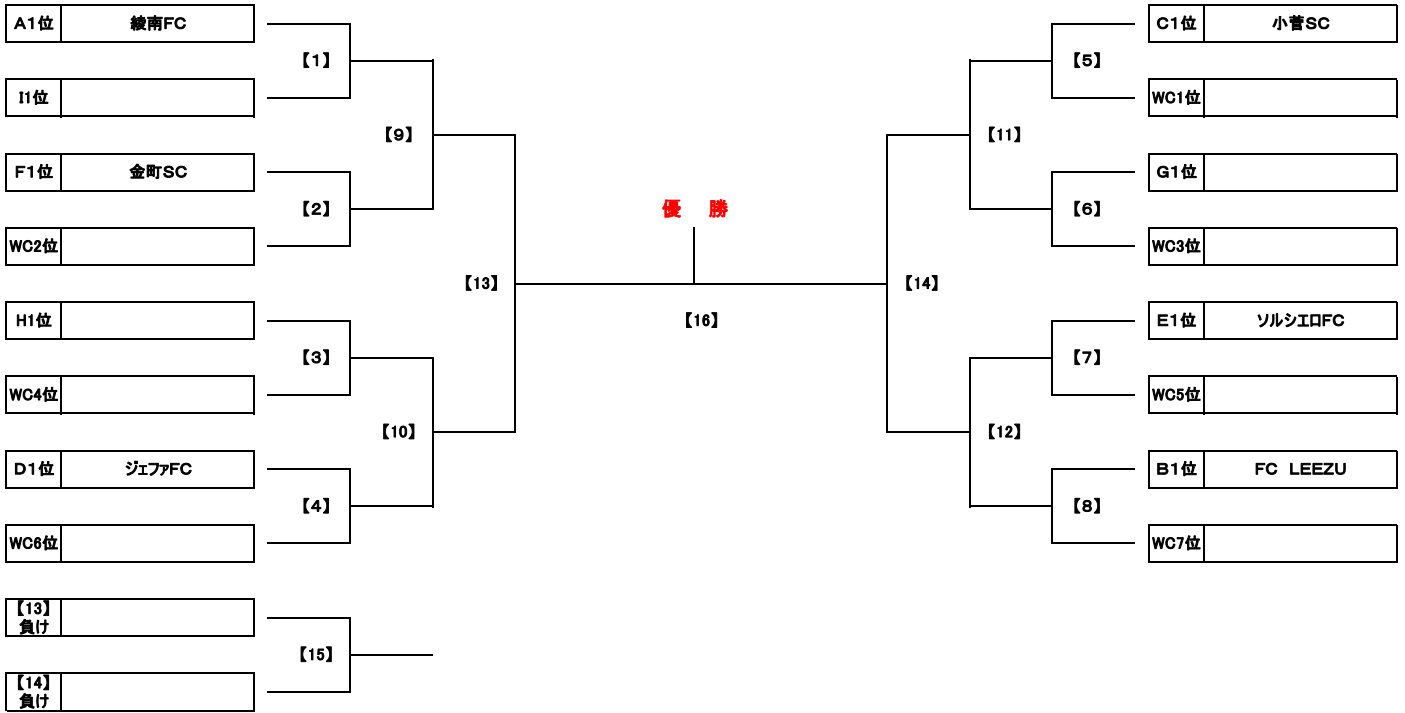 A1位 綾南FC
【1】
I1位
【9】
F1位 金町SC
【2】
WC2位
【13】
H1位
【3】
WC4位
【10】
D1位 ジェファFC
【4】
WC6位
優 勝
【16】
C1位 小菅SC
【5】
WC1位
【11】
G1位
【6】
WC3位
【14】
E1位 ソルシエロFC
【7】
WC5位
【12】
B1位 FC LEEZU
【8】
WC7位
【13】
負け
【15】
【14】
負け